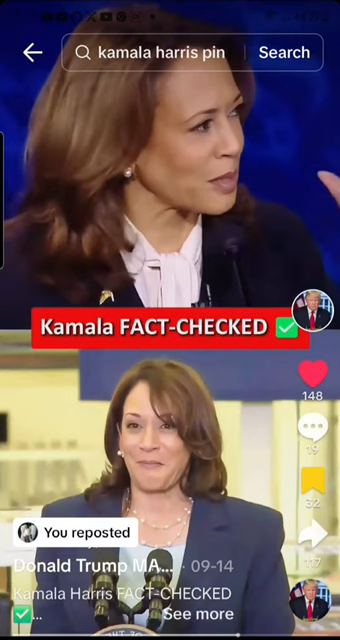 kamala harris pin
Search
Kamala FACT-CHECKED ✅
148
19
32
117
You reposted
Donald Trump MA... · 09-14
Kamala Harris FACT-CHECKED
✅... See more